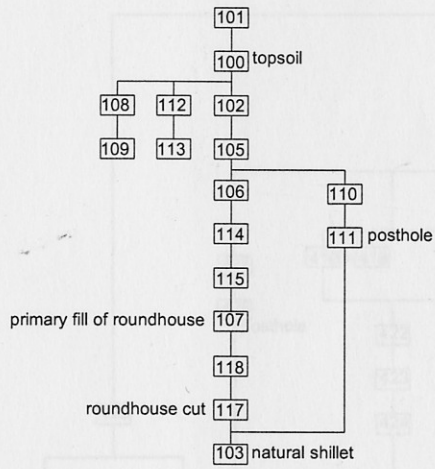 101
100 topsoil
108 112 102
109 113 105
106 110
114 111 posthole
115
primary fill of roundhouse 107
118
roundhouse cut 117
103 natural shillet